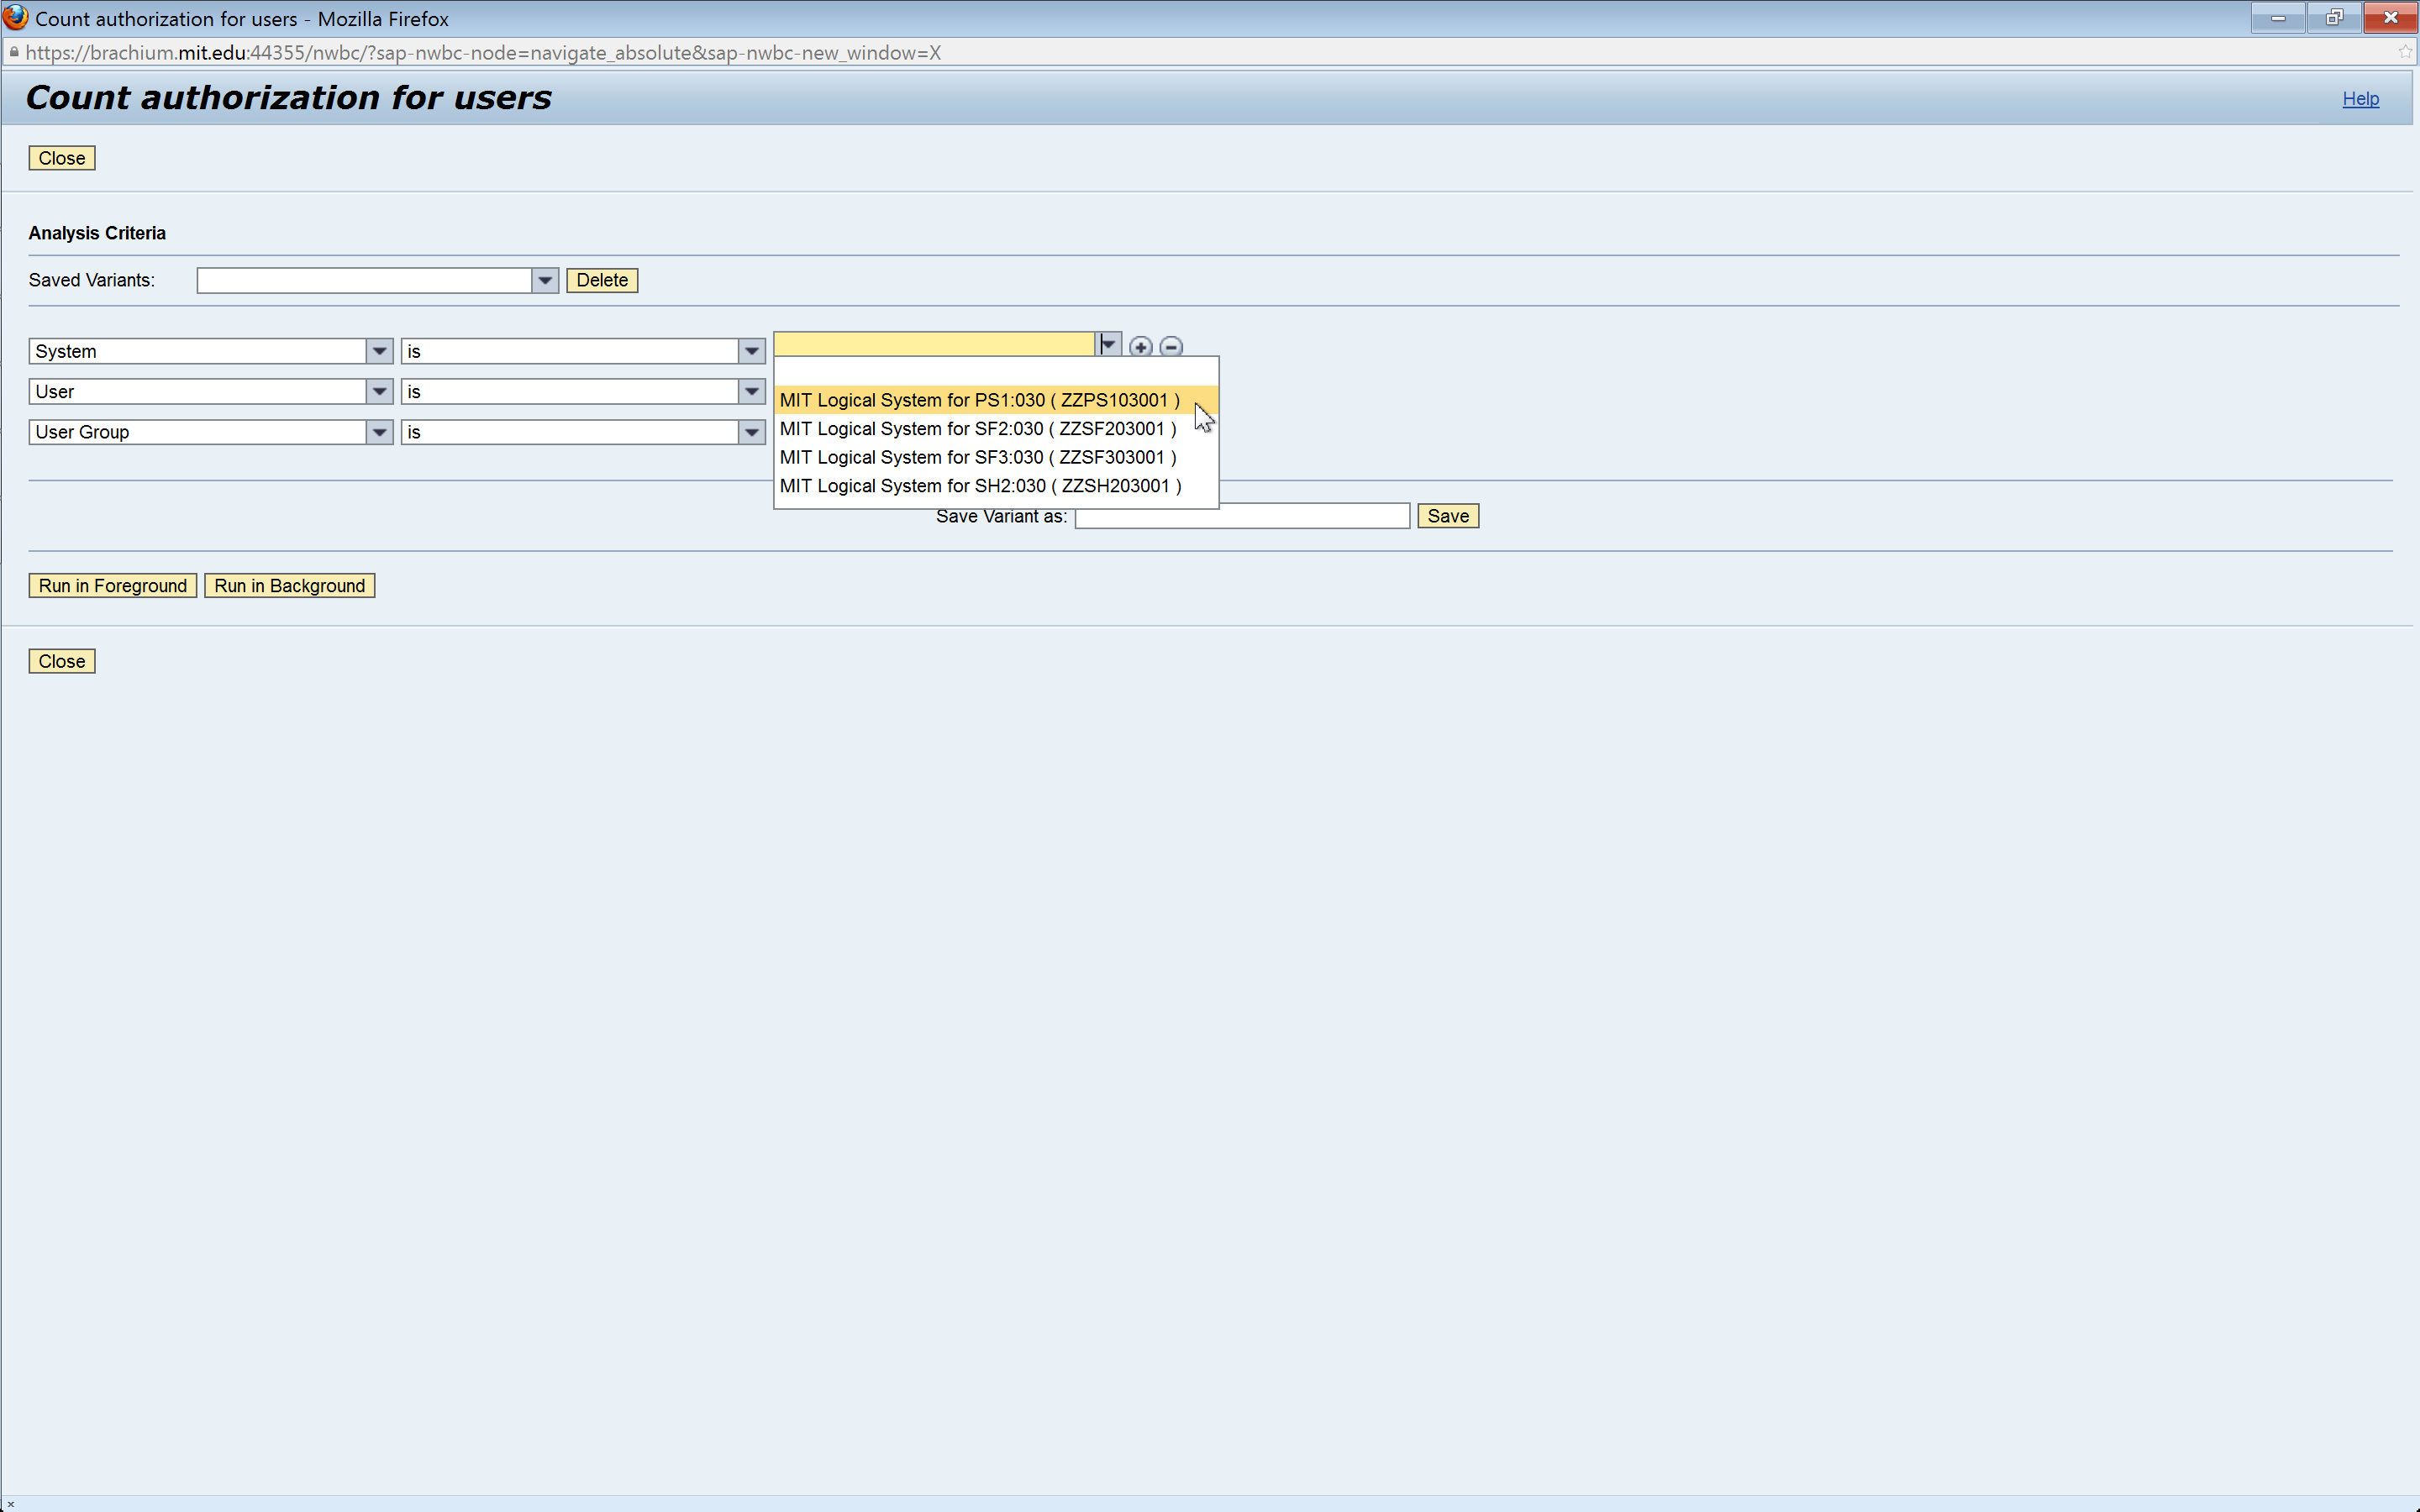 Count authorization for users - Mozilla Firefox
https://brachium.mit.edu:44355/nwbc/?sap-nwbc-node=navigate_absolute&sap-nwbc-new_window=X
Count authorization for users
Help
Close
Analysis Criteria
Saved Variants:
Delete
System is
User is
User Group is
MIT Logical System for PS1:030 ( ZZPS103001 )
MIT Logical System for SF2:030 ( ZZSF203001 )
MIT Logical System for SF3:030 ( ZZSF303001 )
MIT Logical System for SH2:030 ( ZZSH203001 )
Save Variant as:
Save
Run in Foreground Run in Background
Close